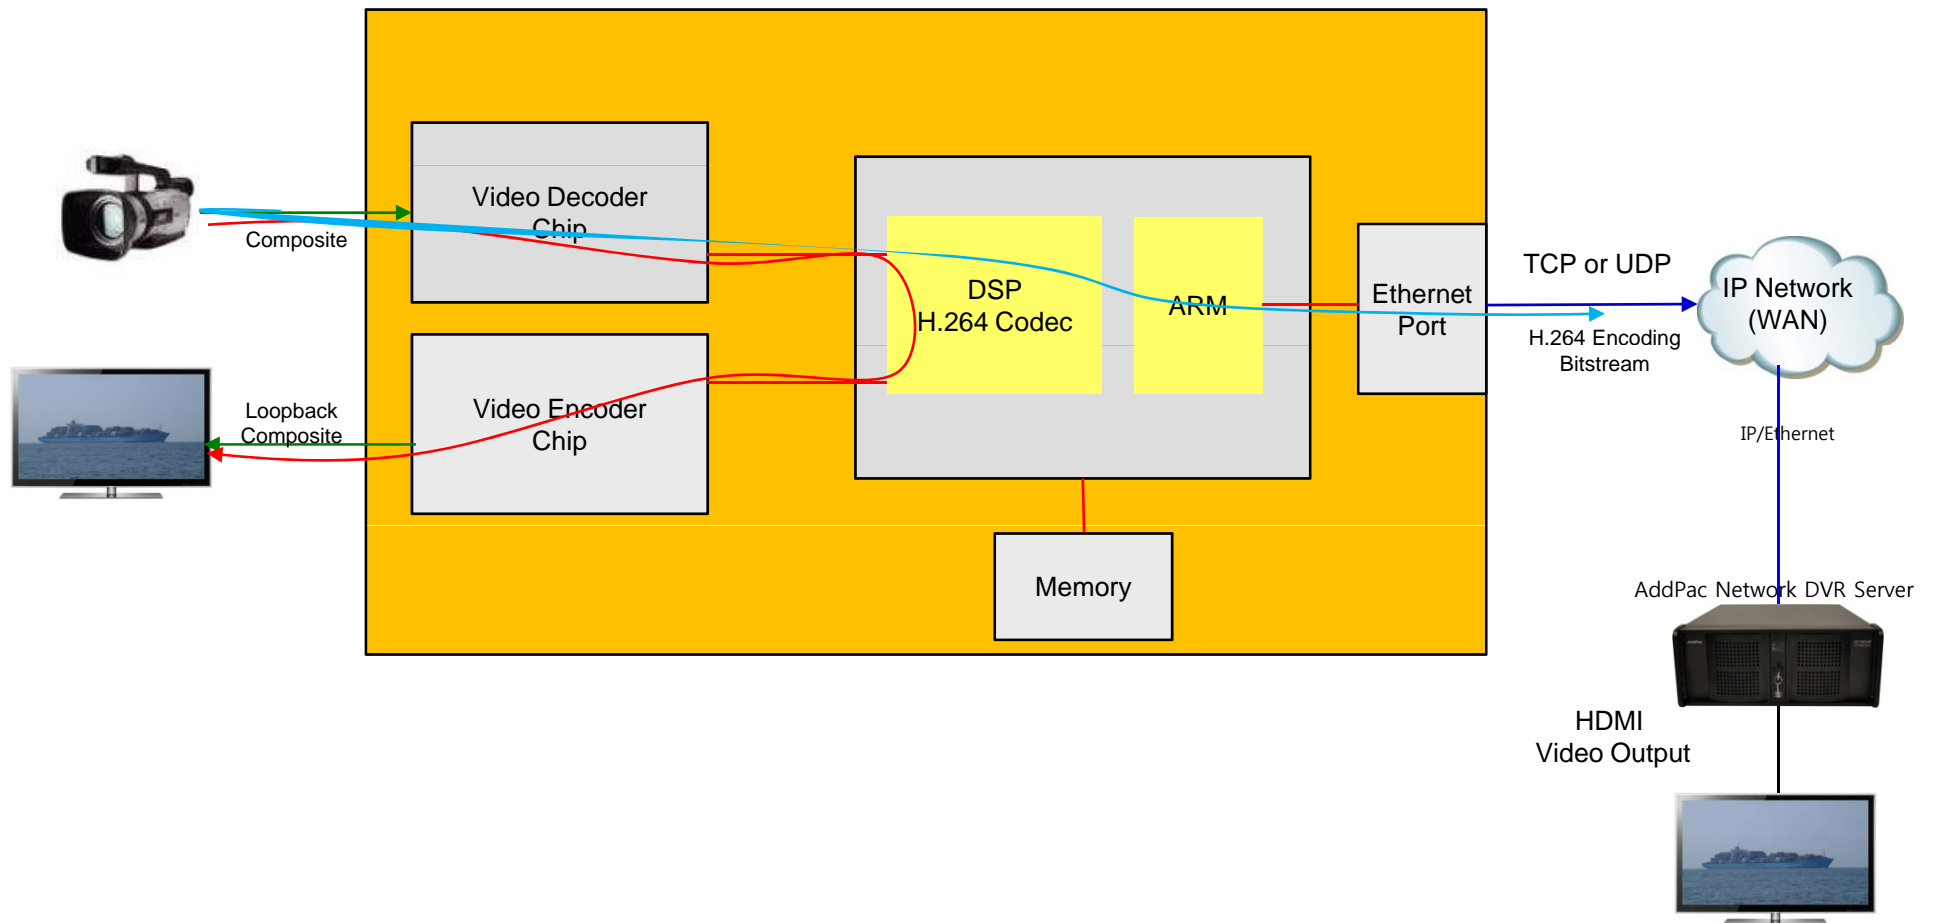 Composite
Video Decoder
Chip
Loopback
Composite
Video Encoder
Chip
DSP
H.264 Codec
ARM
Memory
Ethernet
Port
TCP or UDP
H.264 Encoding
Bitstream
IP Network
(WAN)
IP/Ethernet
AddPac Network DVR Server
HDMI
Video Output